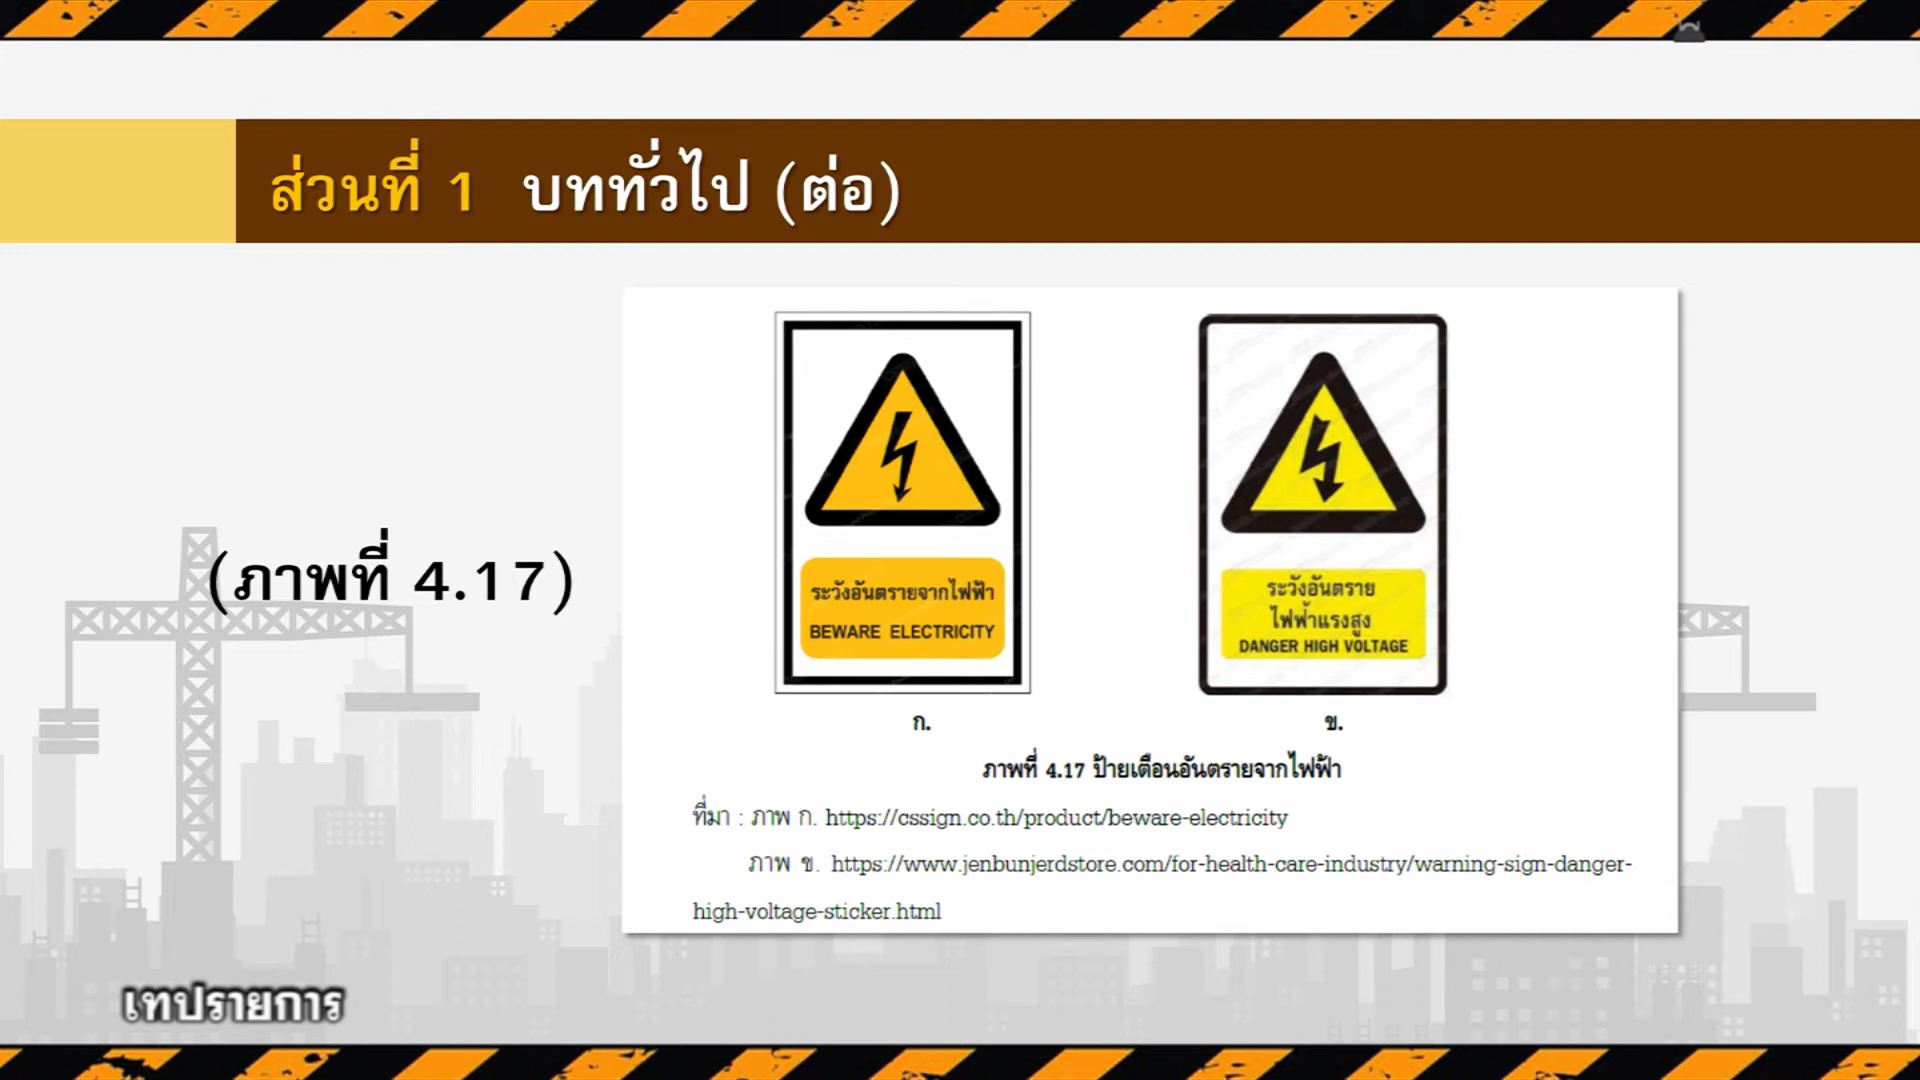 ส่วนที่ 1 บททั่วไป (ต่อ)
(ภาพที่ 4.17)
ระวังอันตรายจากไฟฟ้า
BEWARE ELECTRICITY
ก.
ระวังอันตราย
ไฟฟ้าแรงสูง
DANGER HIGH VOLTAGE
ข.
ภาพที่ 4.17 ป้ายเตือนอันตรายจากไฟฟ้า
ที่มา : ภาพ ก. https://cssign.co.th/product/beware-electricity
ภาพ ข. https://www.jenbunjerdstore.com/for-health-care-industry/warning-sign-danger-
high-voltage-sticker.html
เทปรายการ